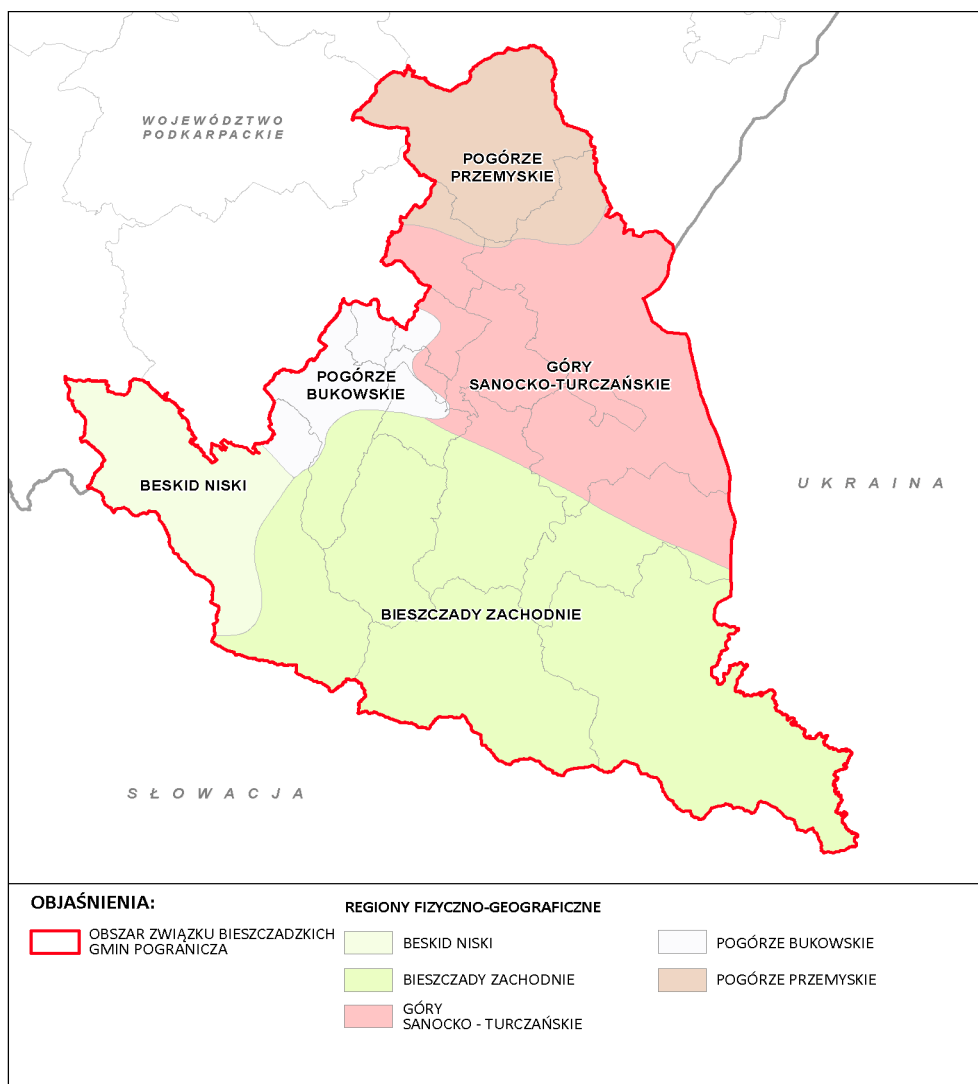 WOJEWÓDZTWO
PODKARPACKIE
POGÓRZE
PRZEMYSKIE
GÓRY
SANOCKO-TURCZAŃSKIE
POGÓRZE
BUKOWSKIE
BESKID NISKI
UKRAINA
BIESZCZADY ZACHODNIE
SŁOWACJA
OBJAŚNIENIA:
OBSZAR ZWIĄZKU BIESZCZADZKICH
GMIN POGRANICZA
REGIONY FIZYCZNO-GEOGRAFICZNE
BESKID NISKI
BIESZCZADY ZACHODNIE
GÓRY
SANOCKO - TURCZAŃSKIE
POGÓRZE BUKOWSKIE
POGÓRZE PRZEMYSKIE